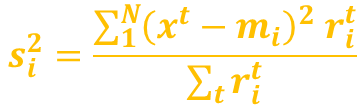 s_i^2 = \frac{\sum_1^N (x^t - m_i)^2 \, r_i^t}{\sum_t r_i^t}